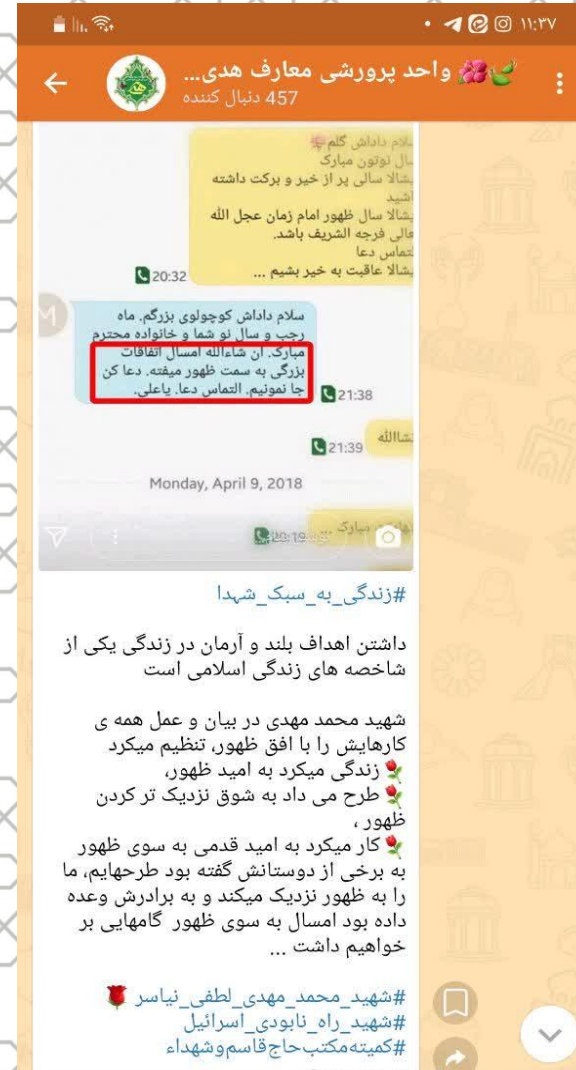 ۱۱:۳۷
واحد پرورشی معارف هدی...
457 دنبال کننده
سلام داداش گلم
سال نوتون مبارک
ایشالا سالی پر از خیر و برکت داشته
باشید
ایشالا سال ظهور امام زمان عجل الله
تعالی فرجه الشریف باشد.
التماس دعا
ایشالا عاقبت به خیر بشیم ...
20:32
M
سلام داداش کوچولوی بزرگم. ماه
رجب و سال نو شما و خانواده محترم
مبارک. ان شاءالله امسال اتفاقات
بزرگی به سمت ظهور میفته. دعا کن
جا نمونیم. التماس دعا. یاعلی.
21:38
21:39
Monday, April 9, 2018
مبارک ...
#زندگی_به_سبک_شهدا
داشتن اهداف بلند و آرمان در زندگی یکی از
شاخصه های زندگی اسلامی است
شهید محمد مهدی در بیان و عمل همه ی
کارهایش را با افق ظهور، تنظیم میکرد
🌹 زندگی میکرد به امید ظهور،
🌹 طرح می داد به شوق نزدیک تر کردن
ظهور ،
🌹 کار میکرد به امید قدمی به سوی ظهور
به برخی از دوستانش گفته بود طرحهایم، ما
را به ظهور نزدیک میکند و به برادرش وعده
داده بود امسال به سوی ظهور گامهایی بر
خواهیم داشت ...
#شهید_محمد_مهدی_لطفی_نیاسر 🌹
#شهید_راه_نابودی_اسرائیل
#کمیته‌مکتب‌حاج‌قاسم‌وشهداء